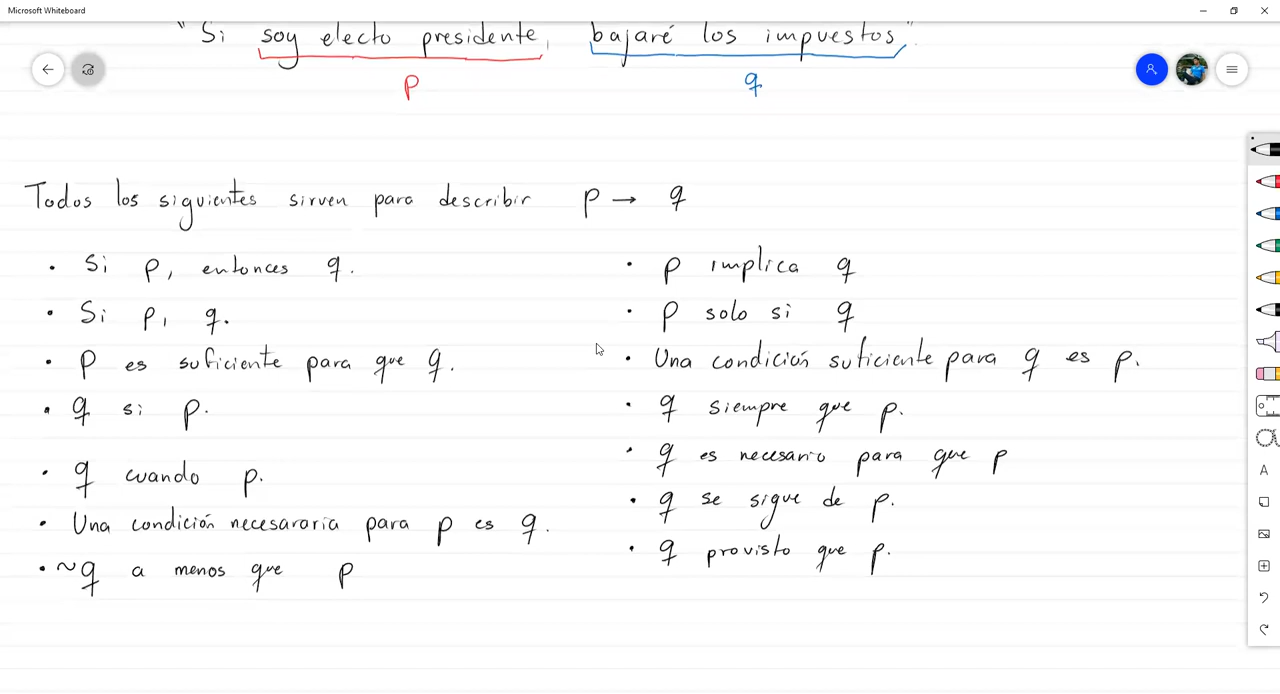 Microsoft Whiteboard
"Si soy electo presidente, bajaré los impuestos".
p q
Todos los siguientes sirven para describir p → q
• Si p, entonces q.
• Si p, q.
• p es suficiente para que q.
• q si p.
• q cuando p.
• Una condición necesararia para p es q.
• ~q a menos que p
• p implica q
• p solo si q
• Una condición suficiente para q es p.
• q siempre que p.
• q es necesario para que p
• q se sigue de p.
• q provisto que p.
A